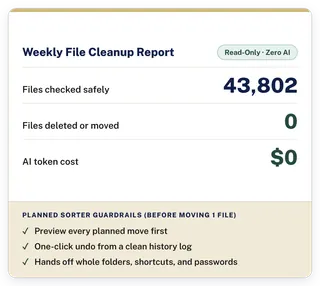 Weekly File Cleanup Report
Read-Only · Zero AI
Files checked safely
43,802
Files deleted or moved
0
AI token cost
$0
PLANNED SORTER GUARDRAILS (BEFORE MOVING 1 FILE)
✓ Preview every planned move first
✓ One-click undo from a clean history log
✓ Hands off whole folders, shortcuts, and passwords